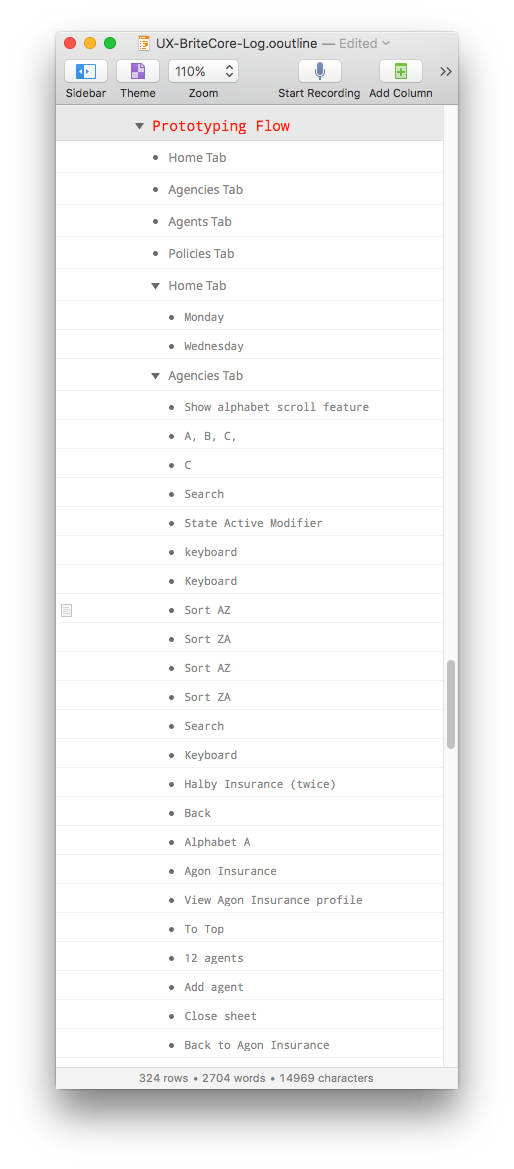 UX-BriteCore-Log.ooutline — Edited
110%
Sidebar Theme Zoom Start Recording Add Column
Prototyping Flow
Home Tab
Agencies Tab
Agents Tab
Policies Tab
Home Tab
Monday
Wednesday
Agencies Tab
Show alphabet scroll feature
A, B, C,
C
Search
State Active Modifier
keyboard
Keyboard
Sort AZ
Sort ZA
Sort AZ
Sort ZA
Search
Keyboard
Halby Insurance (twice)
Back
Alphabet A
Agon Insurance
View Agon Insurance profile
To Top
12 agents
Add agent
Close sheet
Back to Agon Insurance
324 rows • 2704 words • 14969 characters